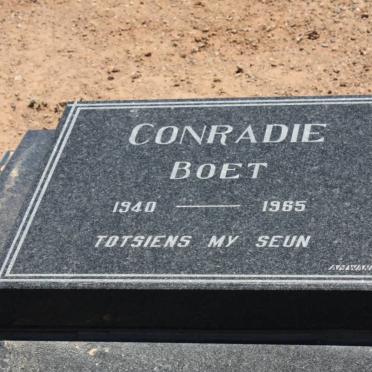 CONRADIE
BOET
1940 — 1965
TOTSIENS MY SEUN